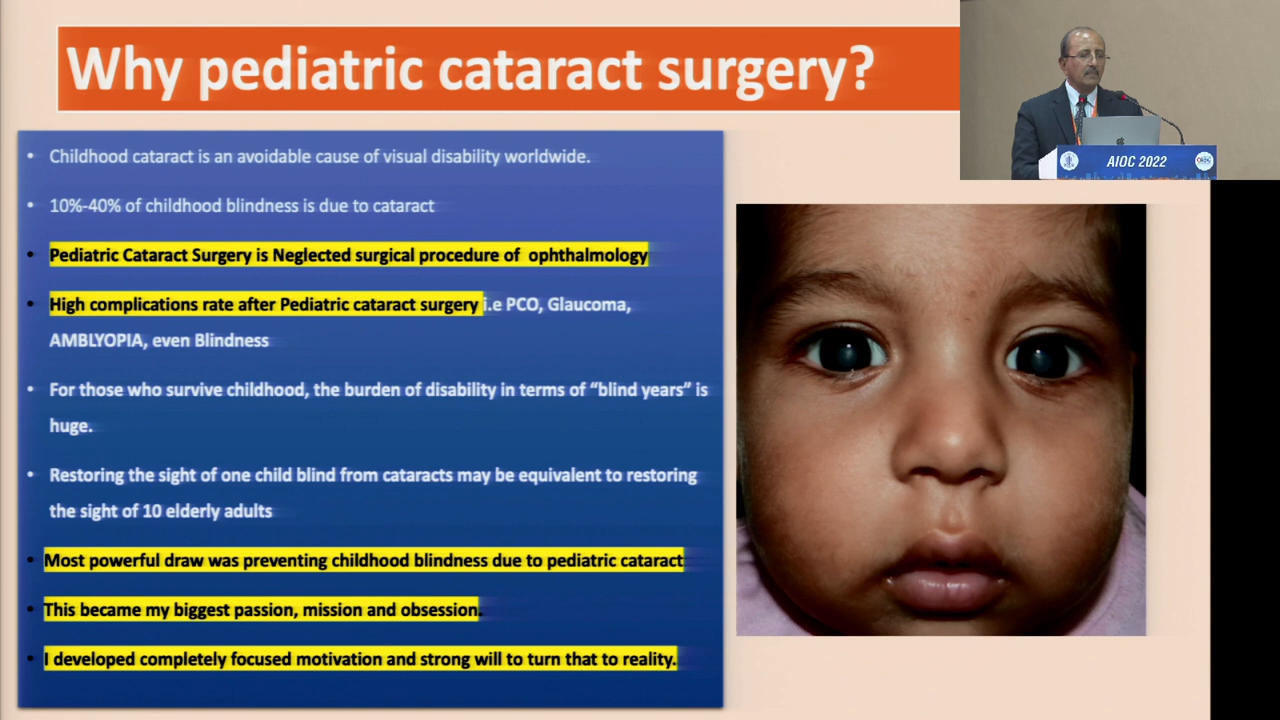 Why pediatric cataract surgery?
AIOC 2022
• Childhood cataract is an avoidable cause of visual disability worldwide.
• 10%-40% of childhood blindness is due to cataract
• Pediatric Cataract Surgery is Neglected surgical procedure of ophthalmology
• High complications rate after Pediatric cataract surgery i.e PCO, Glaucoma,
AMBLYOPIA, even Blindness
• For those who survive childhood, the burden of disability in terms of “blind years” is
huge.
• Restoring the sight of one child blind from cataracts may be equivalent to restoring
the sight of 10 elderly adults
• Most powerful draw was preventing childhood blindness due to pediatric cataract
• This became my biggest passion, mission and obsession.
• I developed completely focused motivation and strong will to turn that to reality.